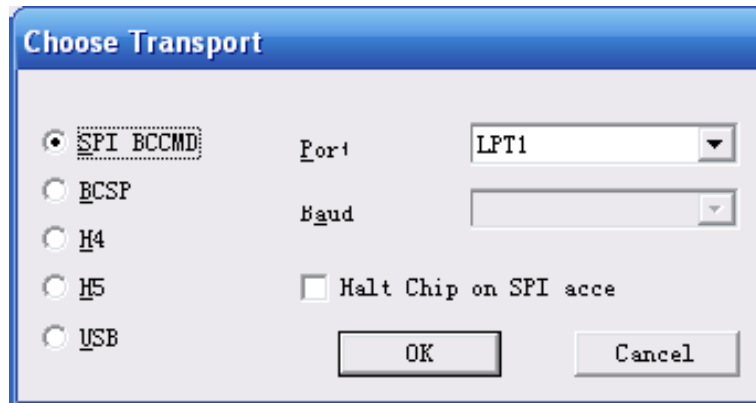 Choose Transport
SPI BCCMD
BCSP
H4
H5
USB
Port
LPT1
Baud
Halt Chip on SPI acce
OK
Cancel